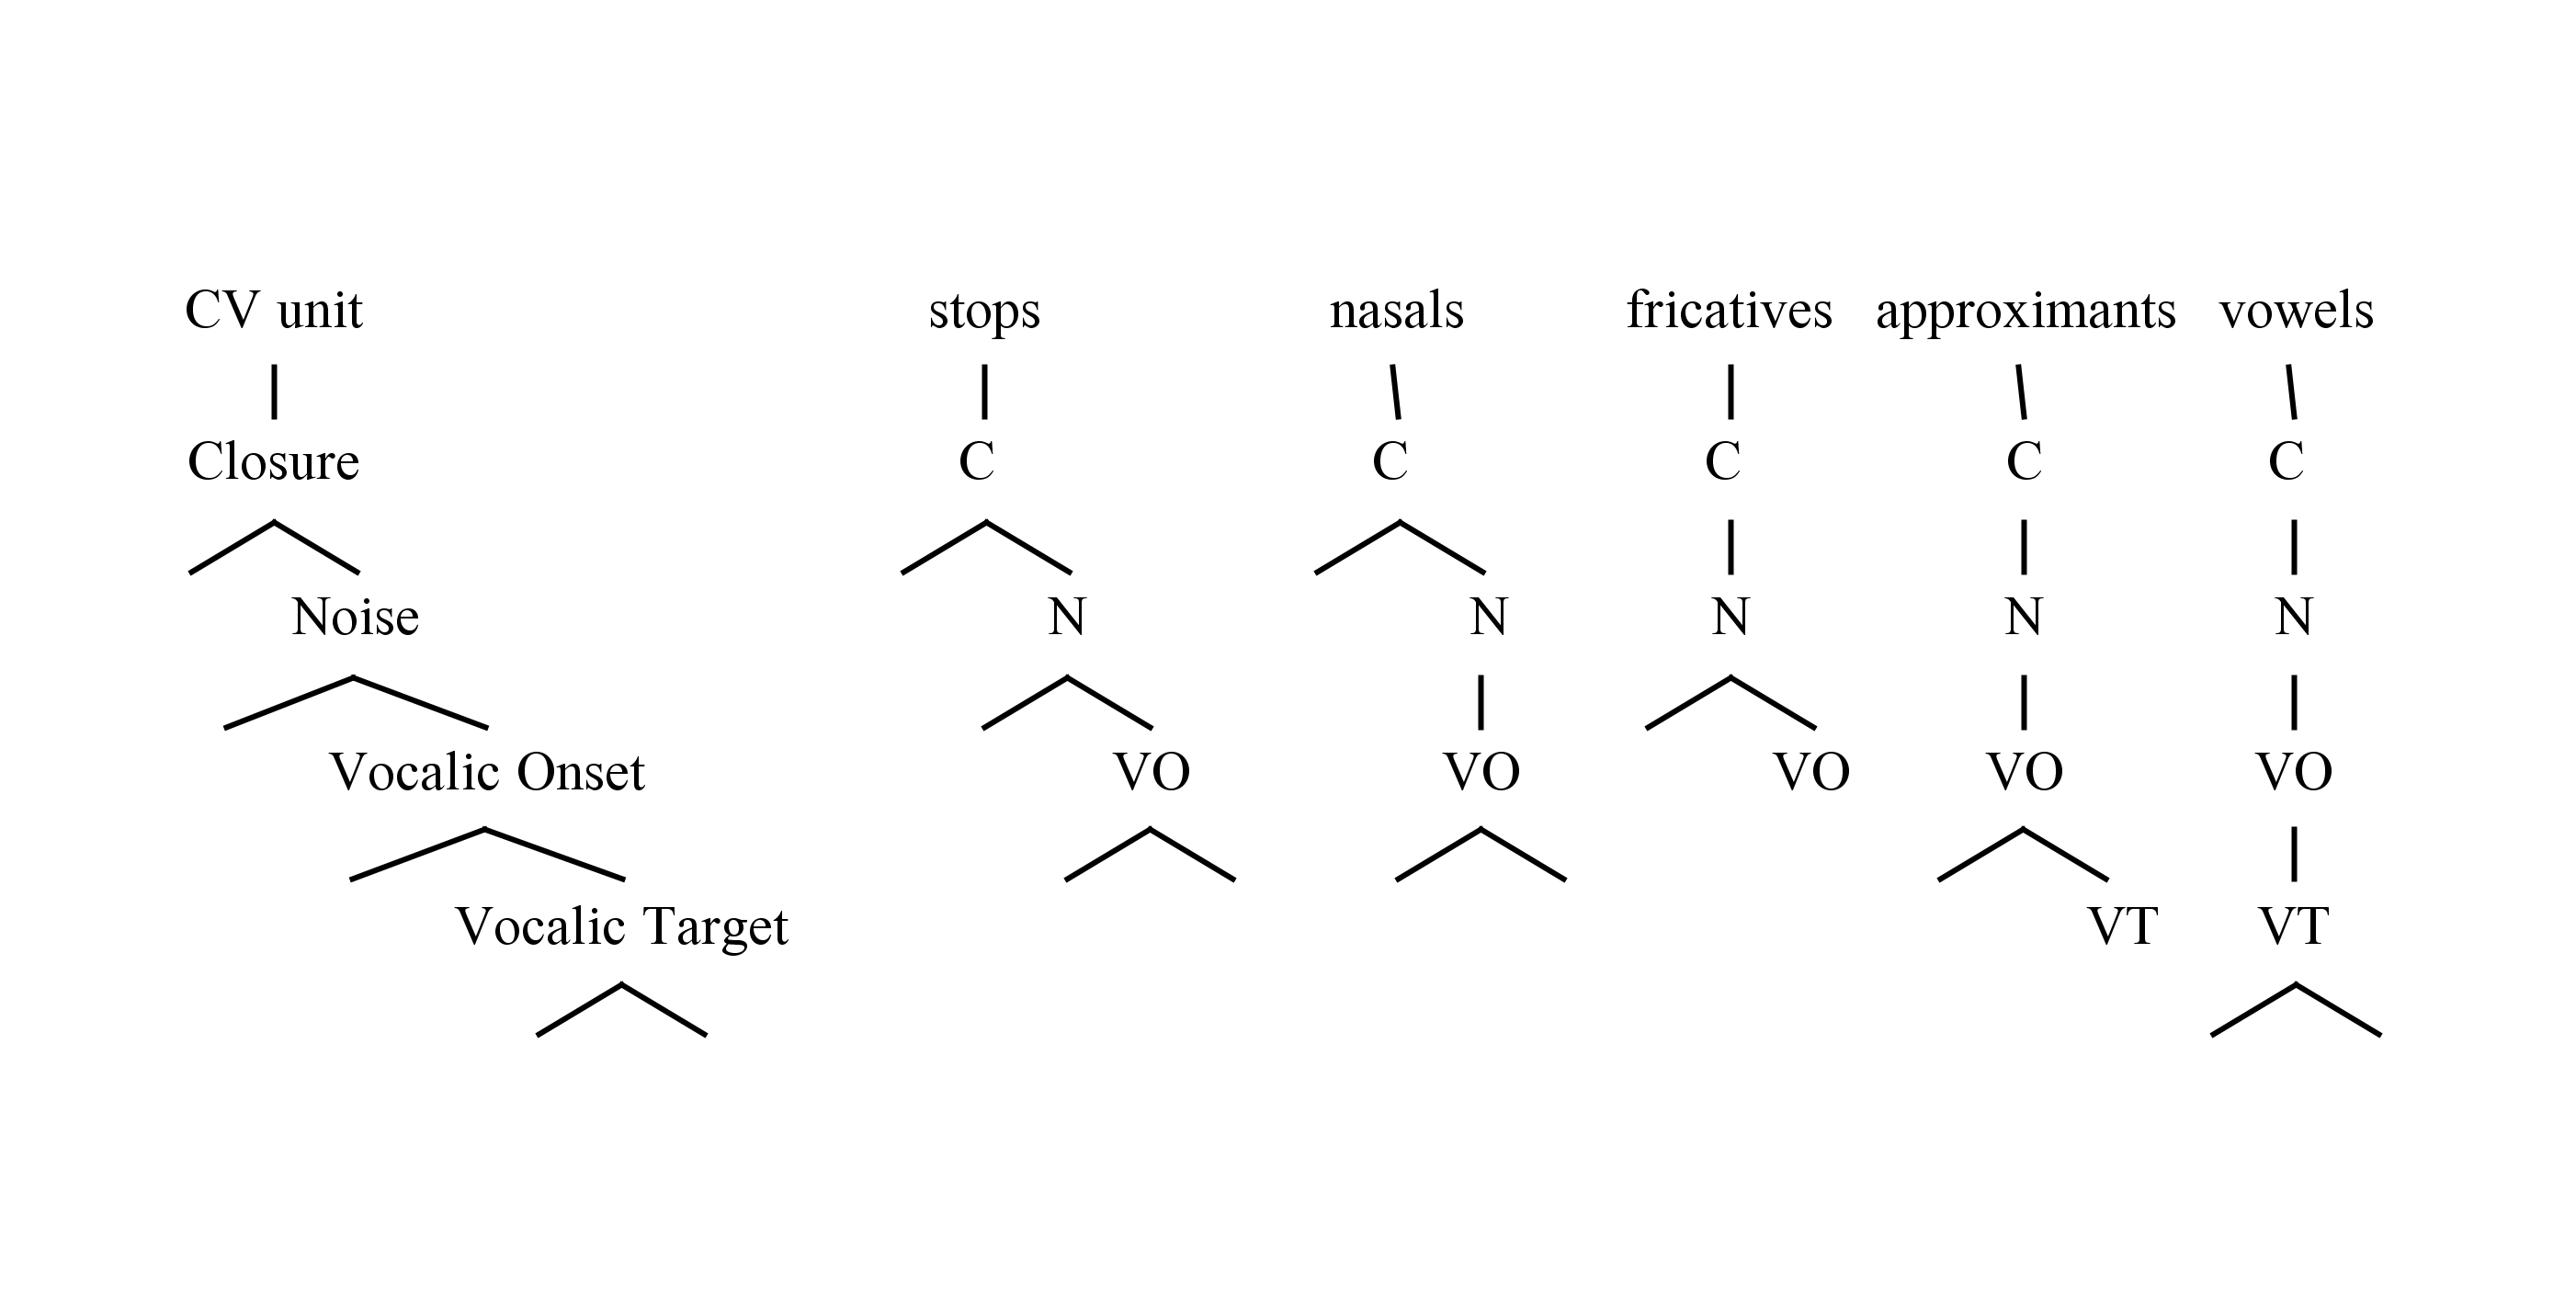 CV unit stops nasals fricatives approximants vowels
Closure C C C C C
Noise N N N N N
Vocalic Onset VO VO VO VO VO
Vocalic Target VT VT